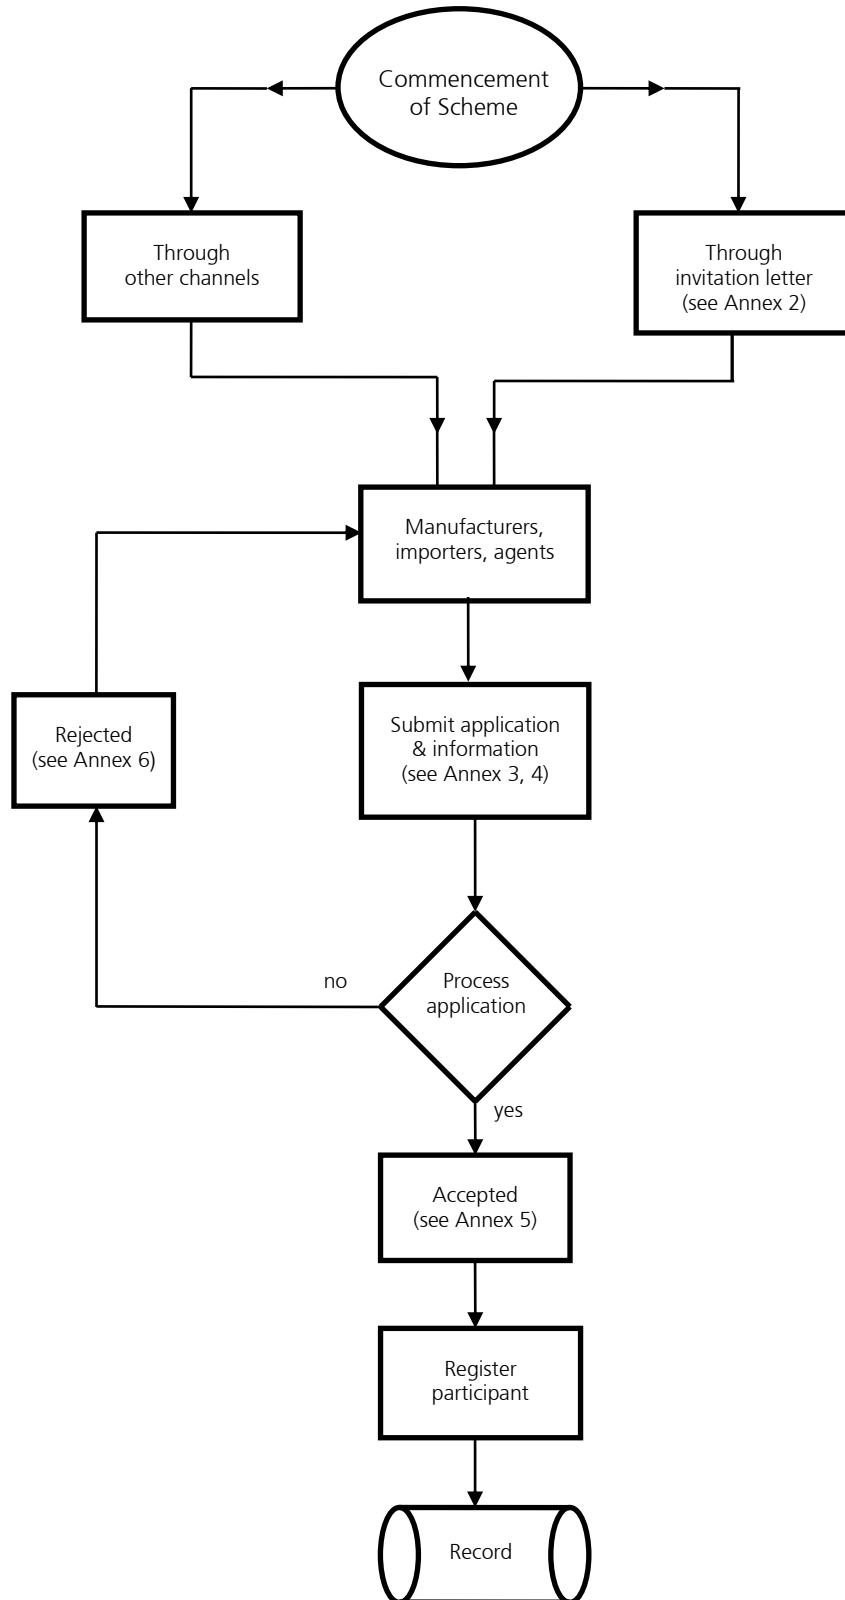 Commencement
of Scheme
Through
other channels
Through
invitation letter
(see Annex 2)
Manufacturers,
importers, agents
Rejected
(see Annex 6)
Submit application
& information
(see Annex 3, 4)
no
Process
application
yes
Accepted
(see Annex 5)
Register
participant
Record